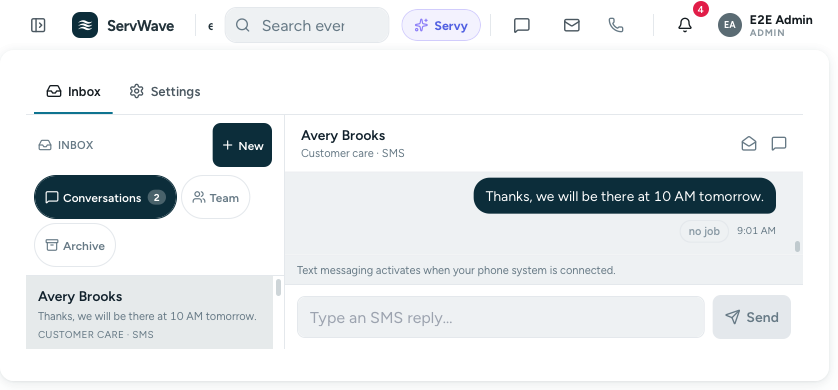 ServWave
Search ever
Servy
4
EA
E2E Admin
ADMIN
Inbox
Settings
INBOX
+ New
Conversations 2
Team
Archive
Avery Brooks
Thanks, we will be there at 10 AM tomorrow.
CUSTOMER CARE · SMS
Avery Brooks
Customer care · SMS
Thanks, we will be there at 10 AM tomorrow.
no job 9:01 AM
Text messaging activates when your phone system is connected.
Type an SMS reply...
Send